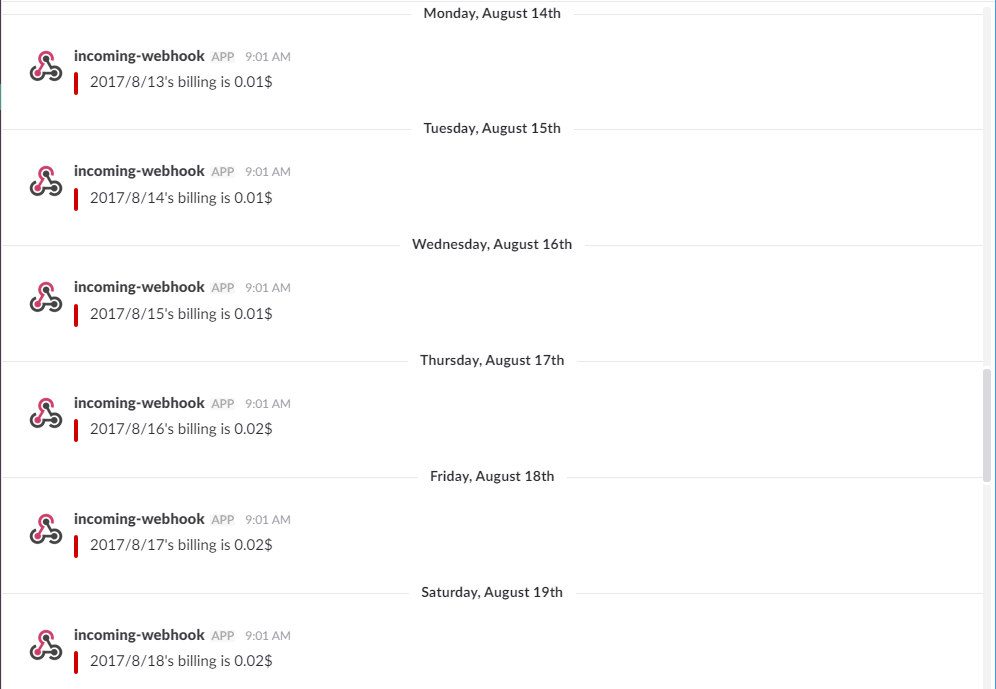 Monday, August 14th
incoming-webhook APP 9:01 AM
2017/8/13's billing is 0.01$
Tuesday, August 15th
incoming-webhook APP 9:01 AM
2017/8/14's billing is 0.01$
Wednesday, August 16th
incoming-webhook APP 9:01 AM
2017/8/15's billing is 0.01$
Thursday, August 17th
incoming-webhook APP 9:01 AM
2017/8/16's billing is 0.02$
Friday, August 18th
incoming-webhook APP 9:01 AM
2017/8/17's billing is 0.02$
Saturday, August 19th
incoming-webhook APP 9:01 AM
2017/8/18's billing is 0.02$